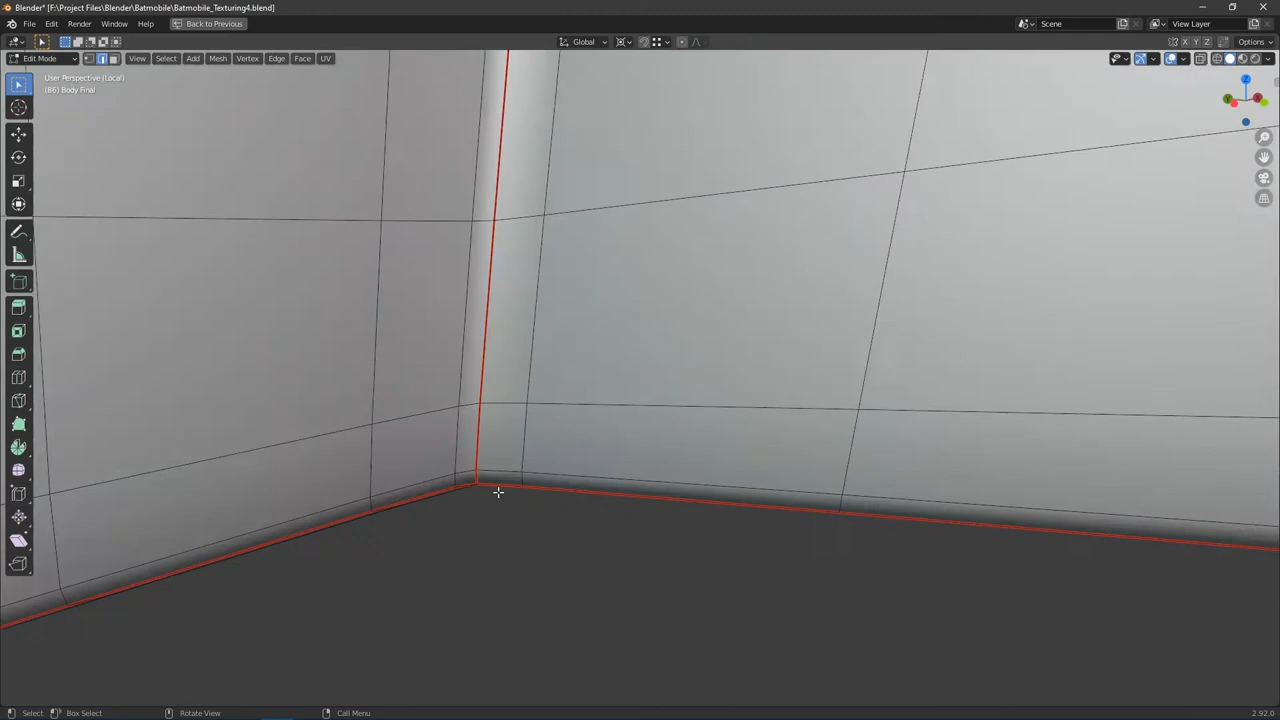 Blender* [F:\Project Files\Blender\Batmobile\Batmobile_Texturing4.blend]
File Edit Render Window Help Back to Previous Scene View Layer
Global X Y Z Options
Edit Mode View Select Add Mesh Vertex Edge Face UV
User Perspective (Local)
(86) Body Final
Z
Y X
Select Box Select Rotate View Call Menu 2.92.0